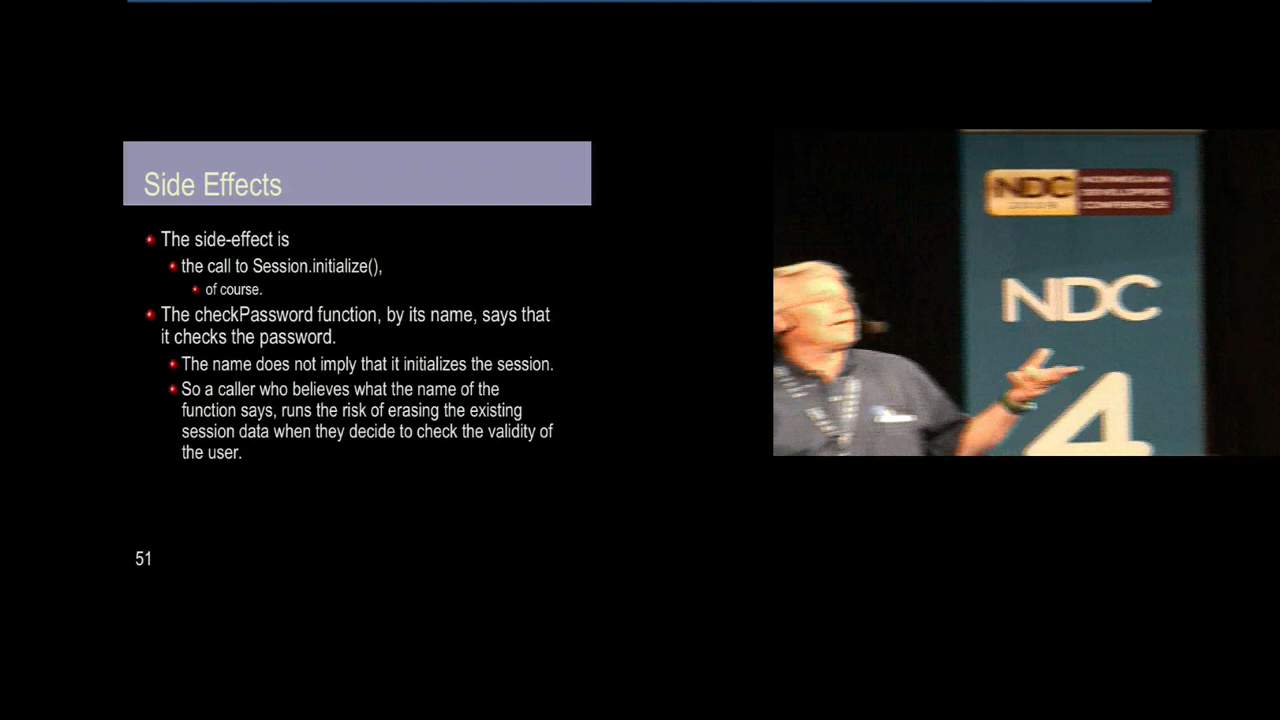 Side Effects
The side-effect is
the call to Session.initialize(),
of course.
The checkPassword function, by its name, says that
it checks the password.
The name does not imply that it initializes the session.
So a caller who believes what the name of the
function says, runs the risk of erasing the existing
session data when they decide to check the validity of
the user.
51
NDC
DEVELOPERS
CONFERENCE
NDC
4